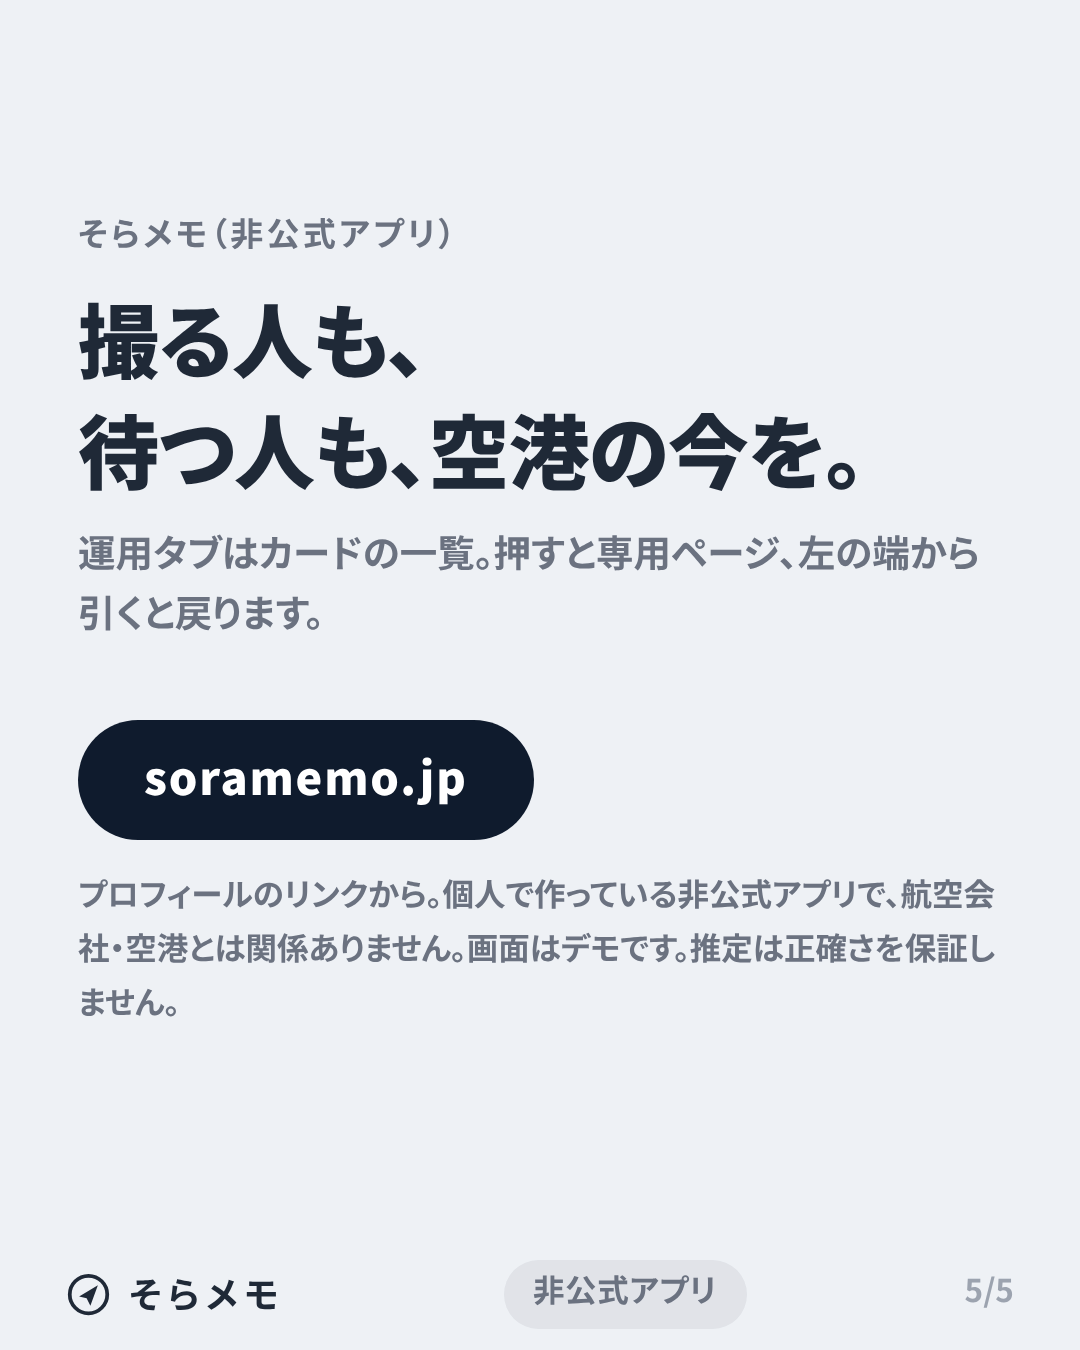 そらメモ（非公式アプリ）
撮る人も、
待つ人も、空港の今を。
運用タブはカードの一覧。押すと専用ページ、左の端から
引くと戻ります。
soramemo.jp
プロフィールのリンクから。個人で作っている非公式アプリで、航空会
社・空港とは関係ありません。画面はデモです。推定は正確さを保証し
ません。
そらメモ
非公式アプリ
5/5